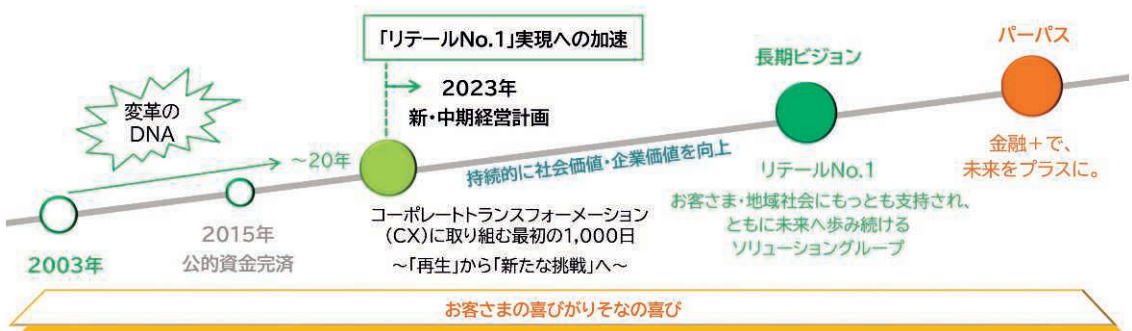 「リテールNo.1」実現への加速
2023年
新・中期経営計画
変革の
DNA
～20年
2003年
2015年
公的資金完済
コーポレートトランスフォーメーション
(CX)に取り組む最初の1,000日
～「再生」から「新たな挑戦」へ～
持続的に社会価値・企業価値を向上
長期ビジョン
リテールNo.1
お客さま・地域社会にもっとも支持され、
ともに未来へ歩み続ける
ソリューショングループ
パーパス
金融+で、
未来をプラスに。
お客さまの喜びがりそなの喜び